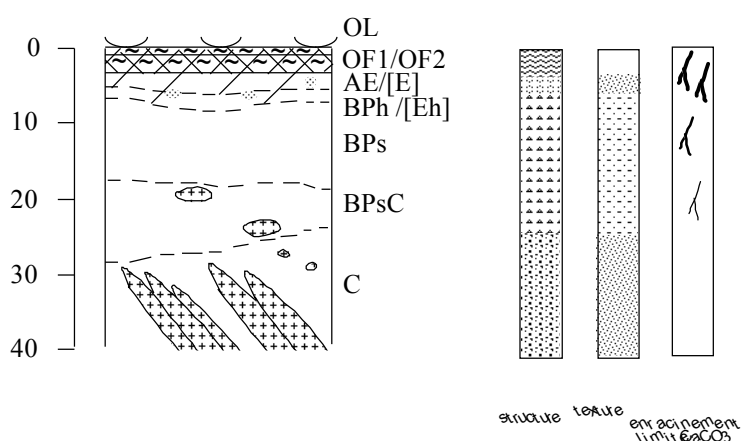 OL
0
OF1/OF2
AE/[E]
BPh /[Eh]
10
BPs
20
BPsC
30
C
40
structure texture enracinement
limite CaCO3